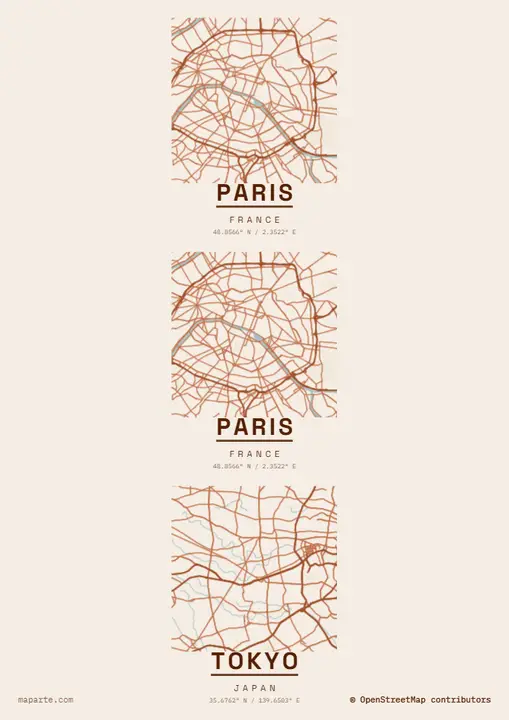 PARIS
FRANCE
48.8566° N / 2.3522° E
PARIS
FRANCE
48.8566° N / 2.3522° E
TOKYO
JAPAN
35.6762° N / 139.6503° E
maparte.com
© OpenStreetMap contributors